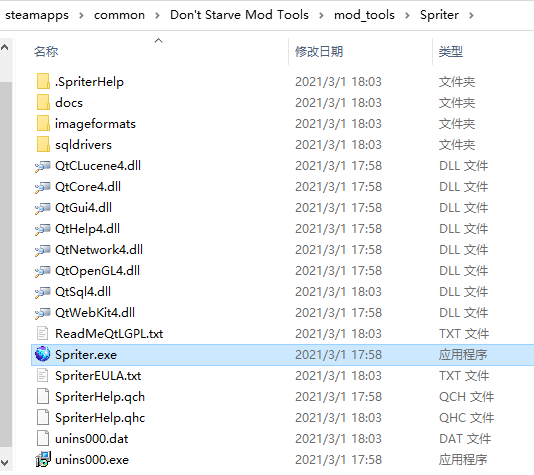 steamapps > common > Don't Starve Mod Tools > mod_tools > Spriter >
名称 修改日期 类型
.SpriterHelp 2021/3/1 18:03 文件夹
docs 2021/3/1 18:03 文件夹
imageformats 2021/3/1 18:03 文件夹
sqldrivers 2021/3/1 18:03 文件夹
QtCLucene4.dll 2021/3/1 17:58 DLL 文件
QtCore4.dll 2021/3/1 17:58 DLL 文件
QtGui4.dll 2021/3/1 17:58 DLL 文件
QtHelp4.dll 2021/3/1 17:58 DLL 文件
QtNetwork4.dll 2021/3/1 17:58 DLL 文件
QtOpenGL4.dll 2021/3/1 17:58 DLL 文件
QtSql4.dll 2021/3/1 17:58 DLL 文件
QtWebKit4.dll 2021/3/1 17:58 DLL 文件
ReadMeQtLGPL.txt 2021/3/1 18:03 TXT 文件
Spriter.exe 2021/3/1 17:58 应用程序
SpriterEULA.txt 2021/3/1 18:03 TXT 文件
SpriterHelp.qch 2021/3/1 17:58 QCH 文件
SpriterHelp.qhc 2021/3/1 18:03 QHC 文件
unins000.dat 2021/3/1 18:03 DAT 文件
unins000.exe 2021/3/1 17:58 应用程序